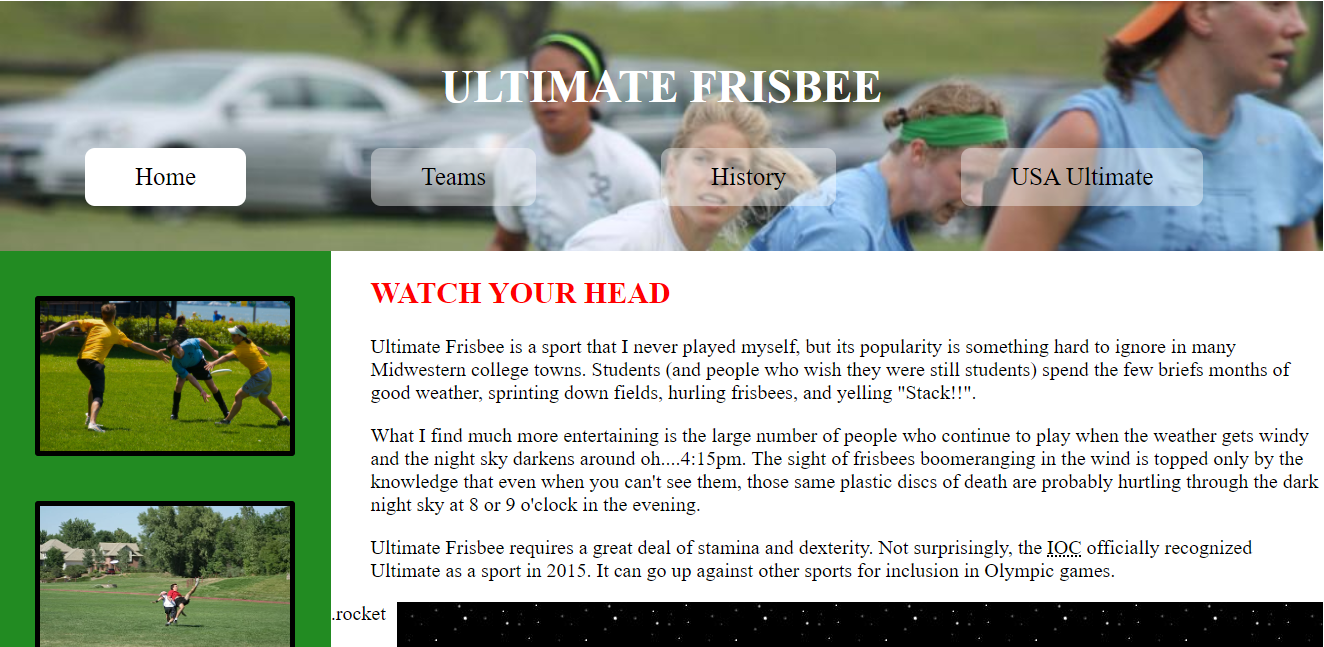 ULTIMATE FRISBEE
Home
Teams
History
USA Ultimate
WATCH YOUR HEAD
Ultimate Frisbee is a sport that I never played myself, but its popularity is something hard to ignore in many
Midwestern college towns. Students (and people who wish they were still students) spend the few briefs months of
good weather, sprinting down fields, hurling frisbees, and yelling "Stack!!".
What I find much more entertaining is the large number of people who continue to play when the weather gets windy
and the night sky darkens around oh....4:15pm. The sight of frisbees boomeranging in the wind is topped only by the
knowledge that even when you can't see them, those same plastic discs of death are probably hurtling through the dark
night sky at 8 or 9 o'clock in the evening.
Ultimate Frisbee requires a great deal of stamina and dexterity. Not surprisingly, the IOC officially recognized
Ultimate as a sport in 2015. It can go up against other sports for inclusion in Olympic games.
.rocket